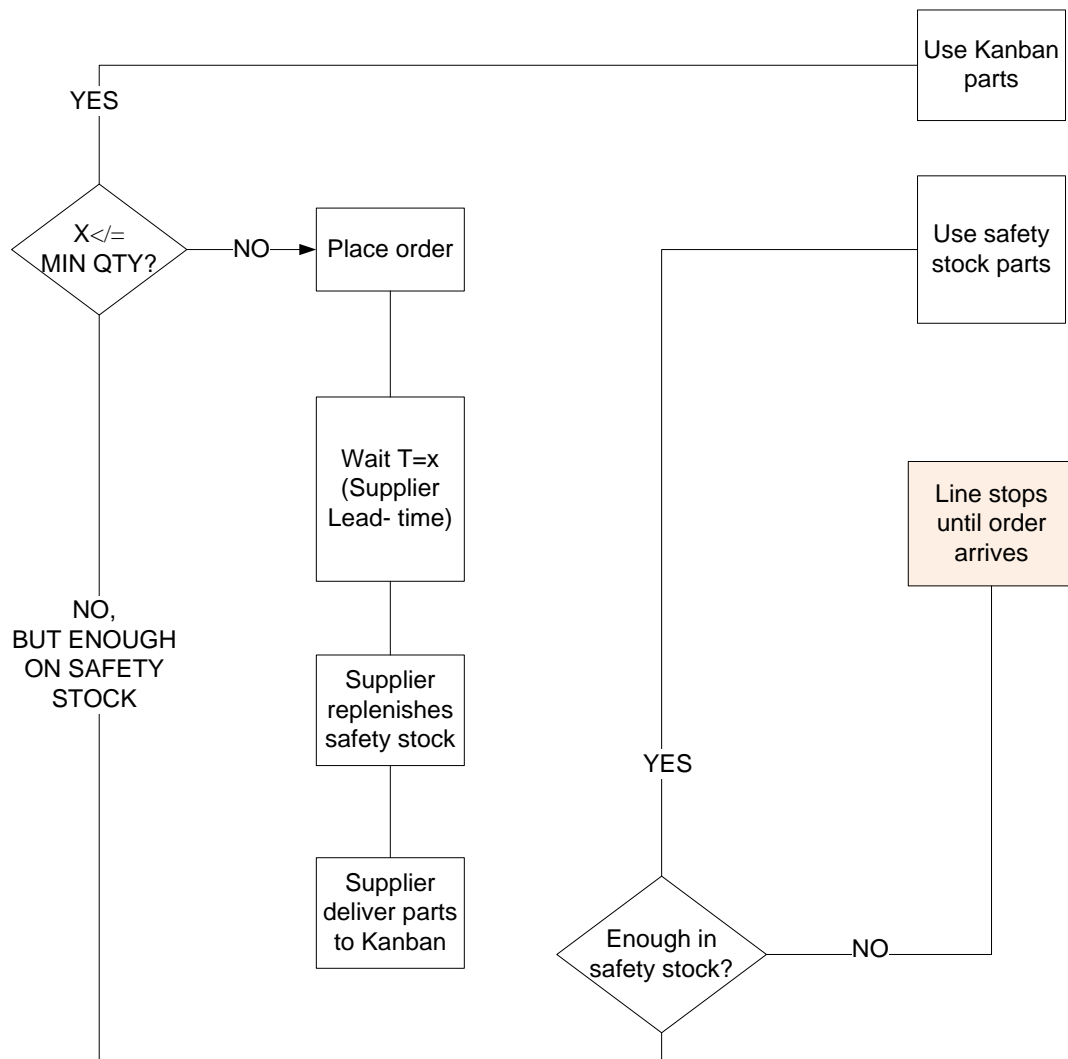 Use Kanban
parts
YES
X</=
MIN QTY?
NO
Place order
Use safety
stock parts
Wait T=x
(Supplier
Lead- time)
Line stops
until order
arrives
NO,
BUT ENOUGH
ON SAFETY
STOCK
Supplier
replenishes
safety stock
YES
Supplier
deliver parts
to Kanban
Enough in
safety stock?
NO